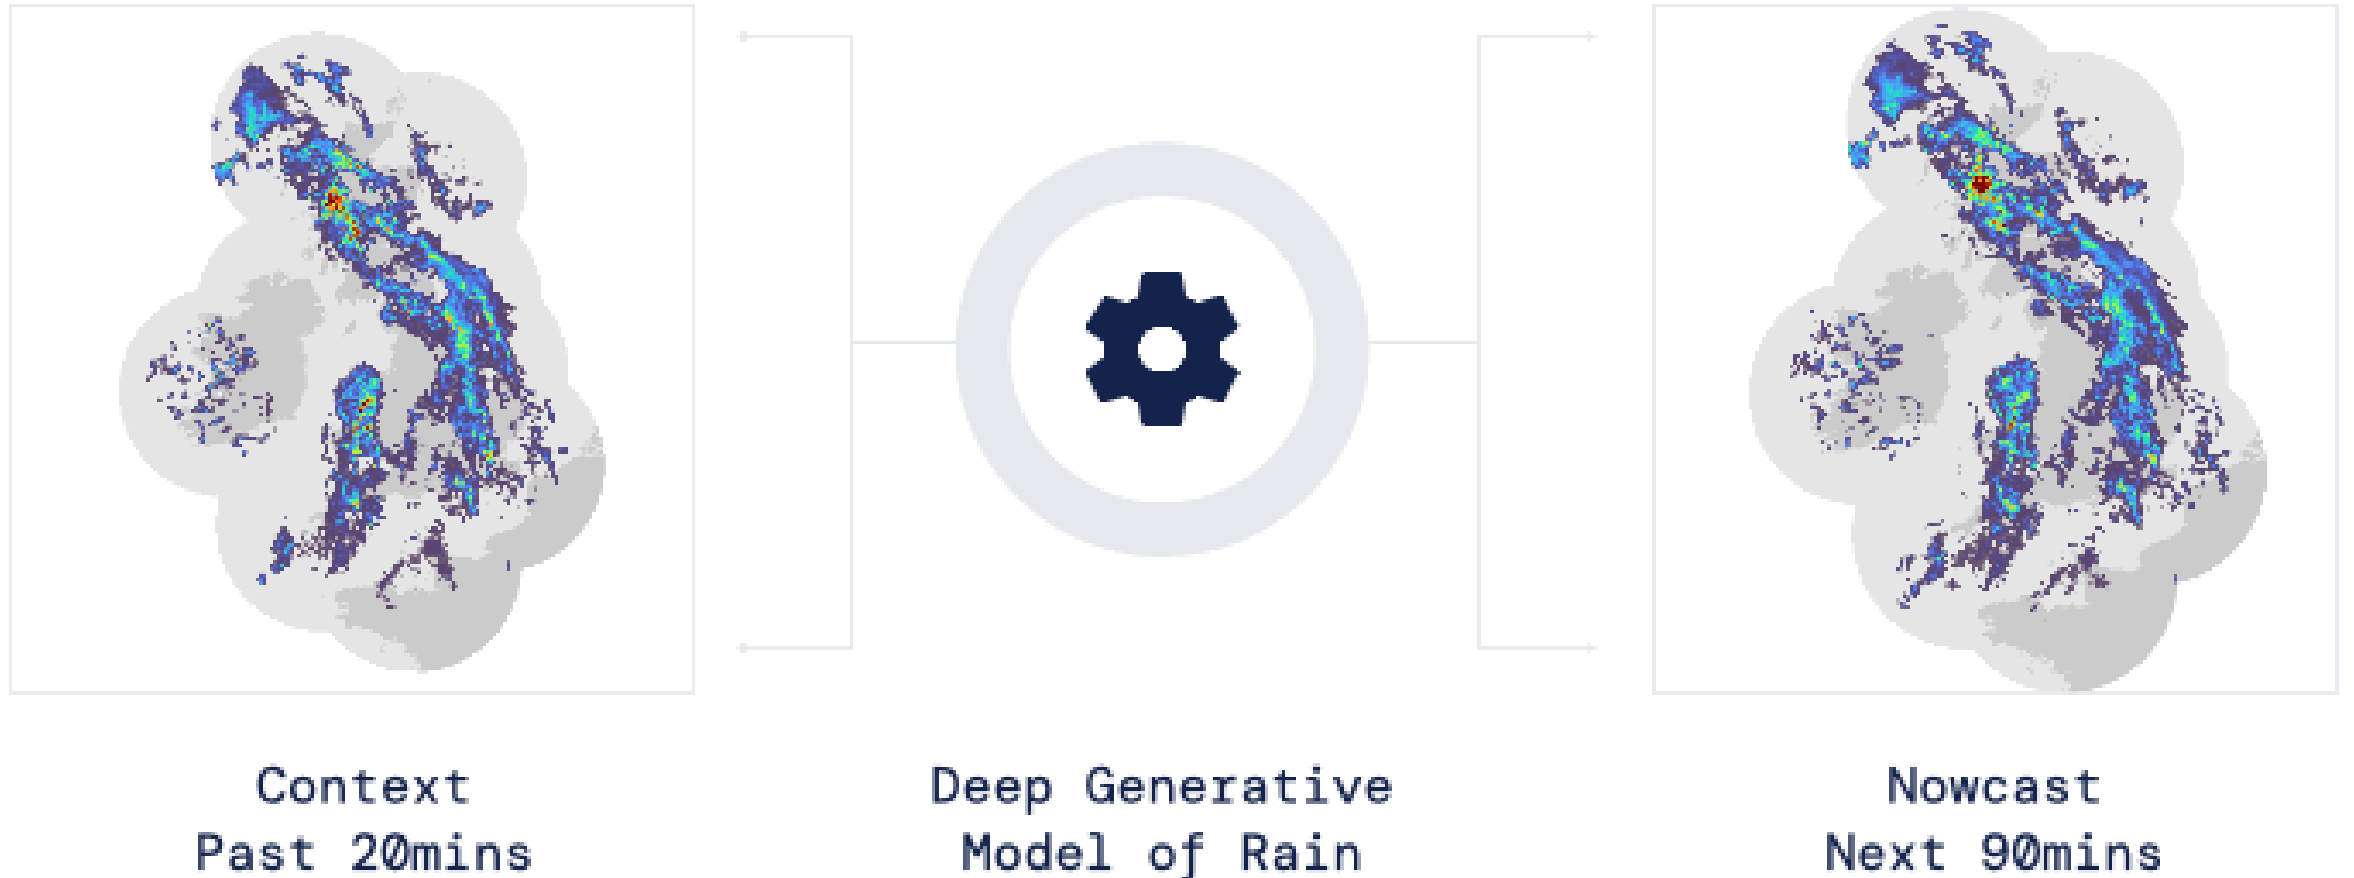 Context
Past 20mins
Deep Generative
Model of Rain
Nowcast
Next 90mins